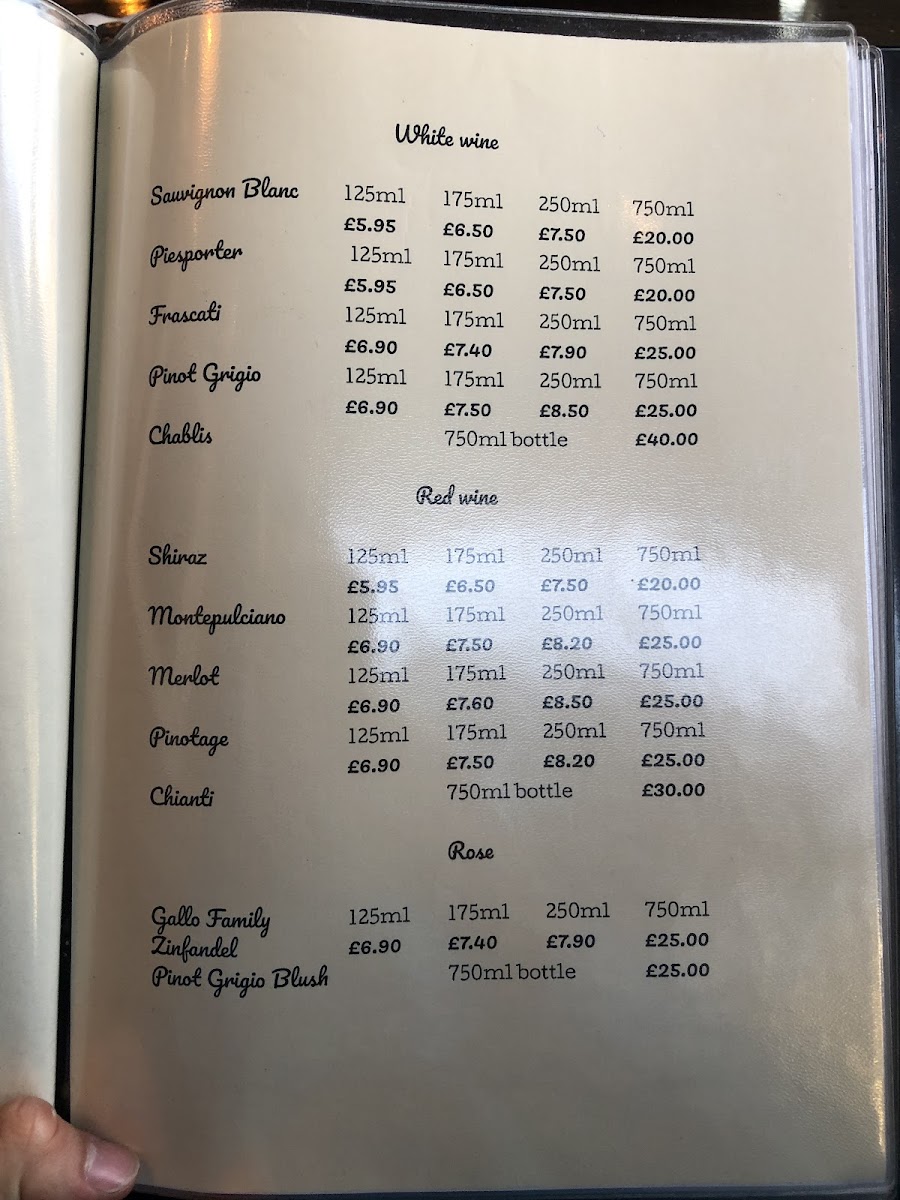 White wine
Sauvignon Blanc 125ml 175ml 250ml 750ml
£5.95 £6.50 £7.50 £20.00
Piesporter 125ml 175ml 250ml 750ml
£5.95 £6.50 £7.50 £20.00
Frascati 125ml 175ml 250ml 750ml
£6.90 £7.40 £7.90 £25.00
Pinot Grigio 125ml 175ml 250ml 750ml
£6.90 £7.50 £8.50 £25.00
Chablis 750ml bottle £40.00
Red wine
Shiraz 125ml 175ml 250ml 750ml
£5.95 £6.50 £7.50 £20.00
Montepulciano 125ml 175ml 250ml 750ml
£6.90 £7.50 £8.20 £25.00
Merlot 125ml 175ml 250ml 750ml
£6.90 £7.60 £8.50 £25.00
Pinotage 125ml 175ml 250ml 750ml
£6.90 £7.50 £8.20 £25.00
Chianti 750ml bottle £30.00
Rose
Gallo Family 125ml 175ml 250ml 750ml
Zinfandel £6.90 £7.40 £7.90 £25.00
Pinot Grigio Blush 750ml bottle £25.00